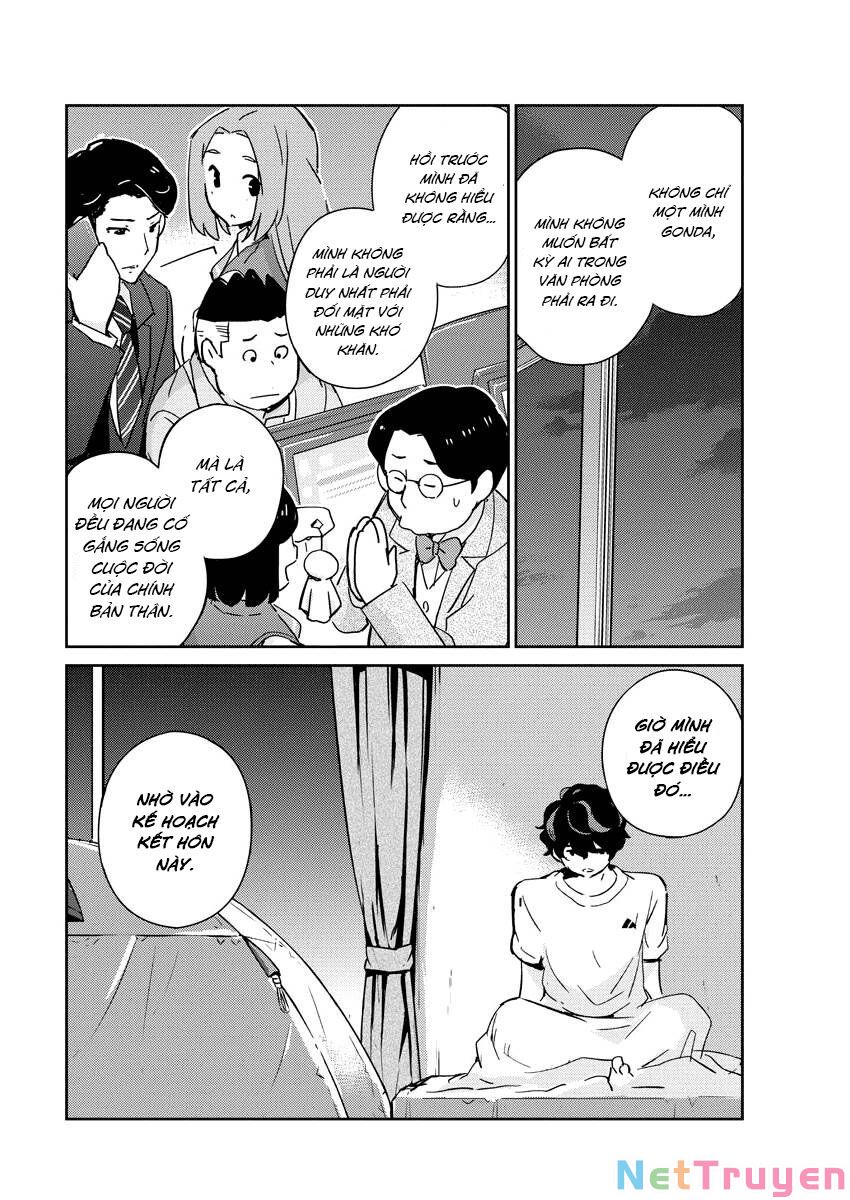 KHÔNG CHỈ
MỘT MÌNH
GONDA,
MÌNH KHÔNG
MUỐN BẤT
KỲ AI TRONG
VĂN PHÒNG
PHẢI RA ĐI.
HỒI TRƯỚC
MÌNH ĐÃ
KHÔNG HIỂU
ĐƯỢC RẰNG...
MÌNH KHÔNG
PHẢI LÀ NGƯỜI
DUY NHẤT PHẢI
ĐỐI MẶT VỚI
NHỮNG KHÓ
KHĂN.
MÀ LÀ
TẤT CẢ,
MỌI NGƯỜI
ĐỀU ĐANG CỐ
GẮNG SỐNG
CUỘC ĐỜI
CỦA CHÍNH
BẢN THÂN.
GIỜ MÌNH
ĐÃ HIỂU
ĐƯỢC ĐIỀU
ĐÓ...
NHỜ VÀO
KẾ HOẠCH
KẾT HÔN
NÀY.
NetTruyen